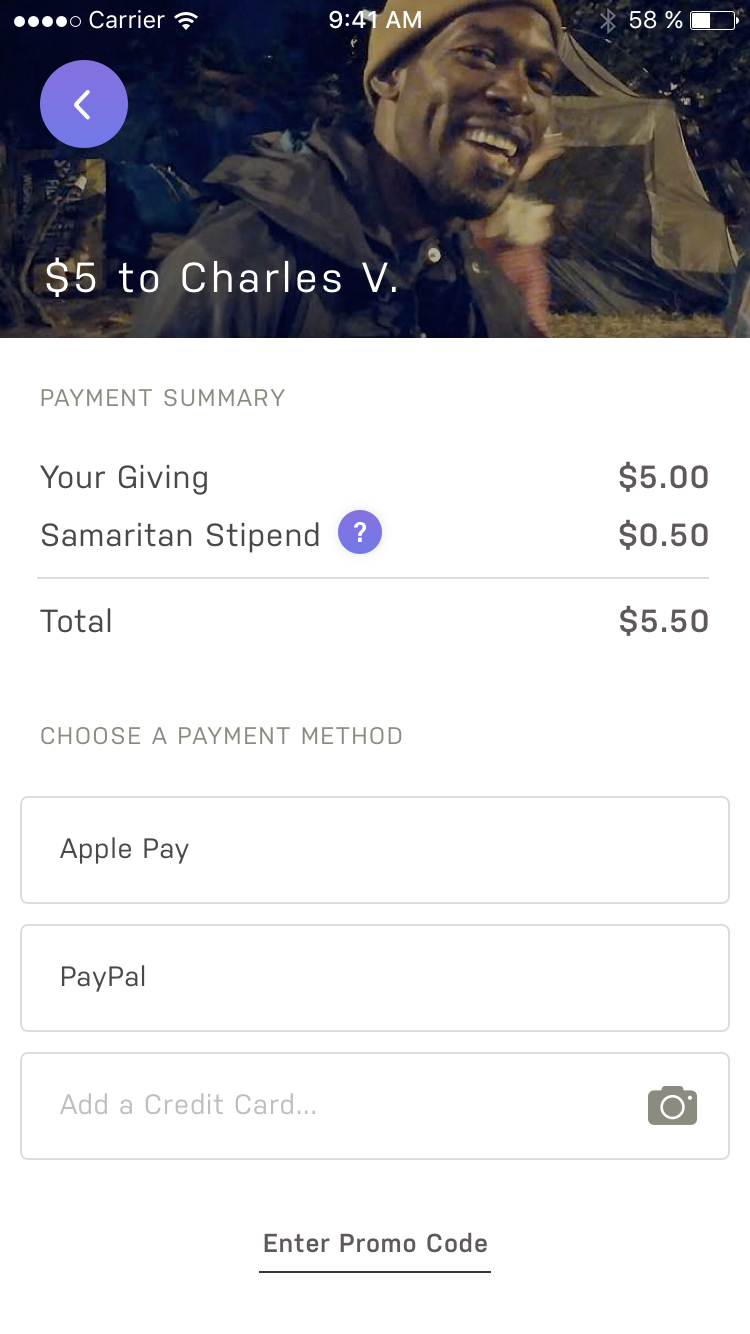 Carrier 9:41 AM 58 %
$5 to Charles V.
PAYMENT SUMMARY
Your Giving $5.00
Samaritan Stipend ? $0.50
Total $5.50
CHOOSE A PAYMENT METHOD
Apple Pay
PayPal
Add a Credit Card...
Enter Promo Code